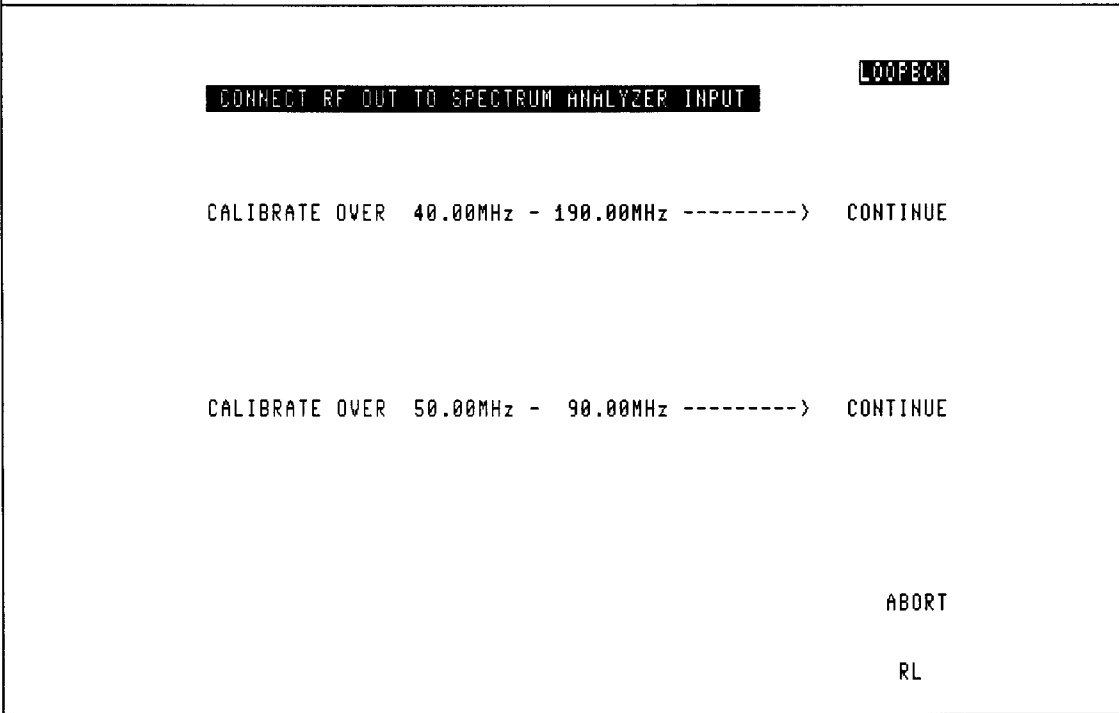 LOOPBCK
CONNECT RF OUT TO SPECTRUM ANALYZER INPUT
CALIBRATE OVER 40.00MHz - 190.00MHz ---------> CONTINUE
CALIBRATE OVER 50.00MHz - 90.00MHz ---------> CONTINUE
ABORT
RL